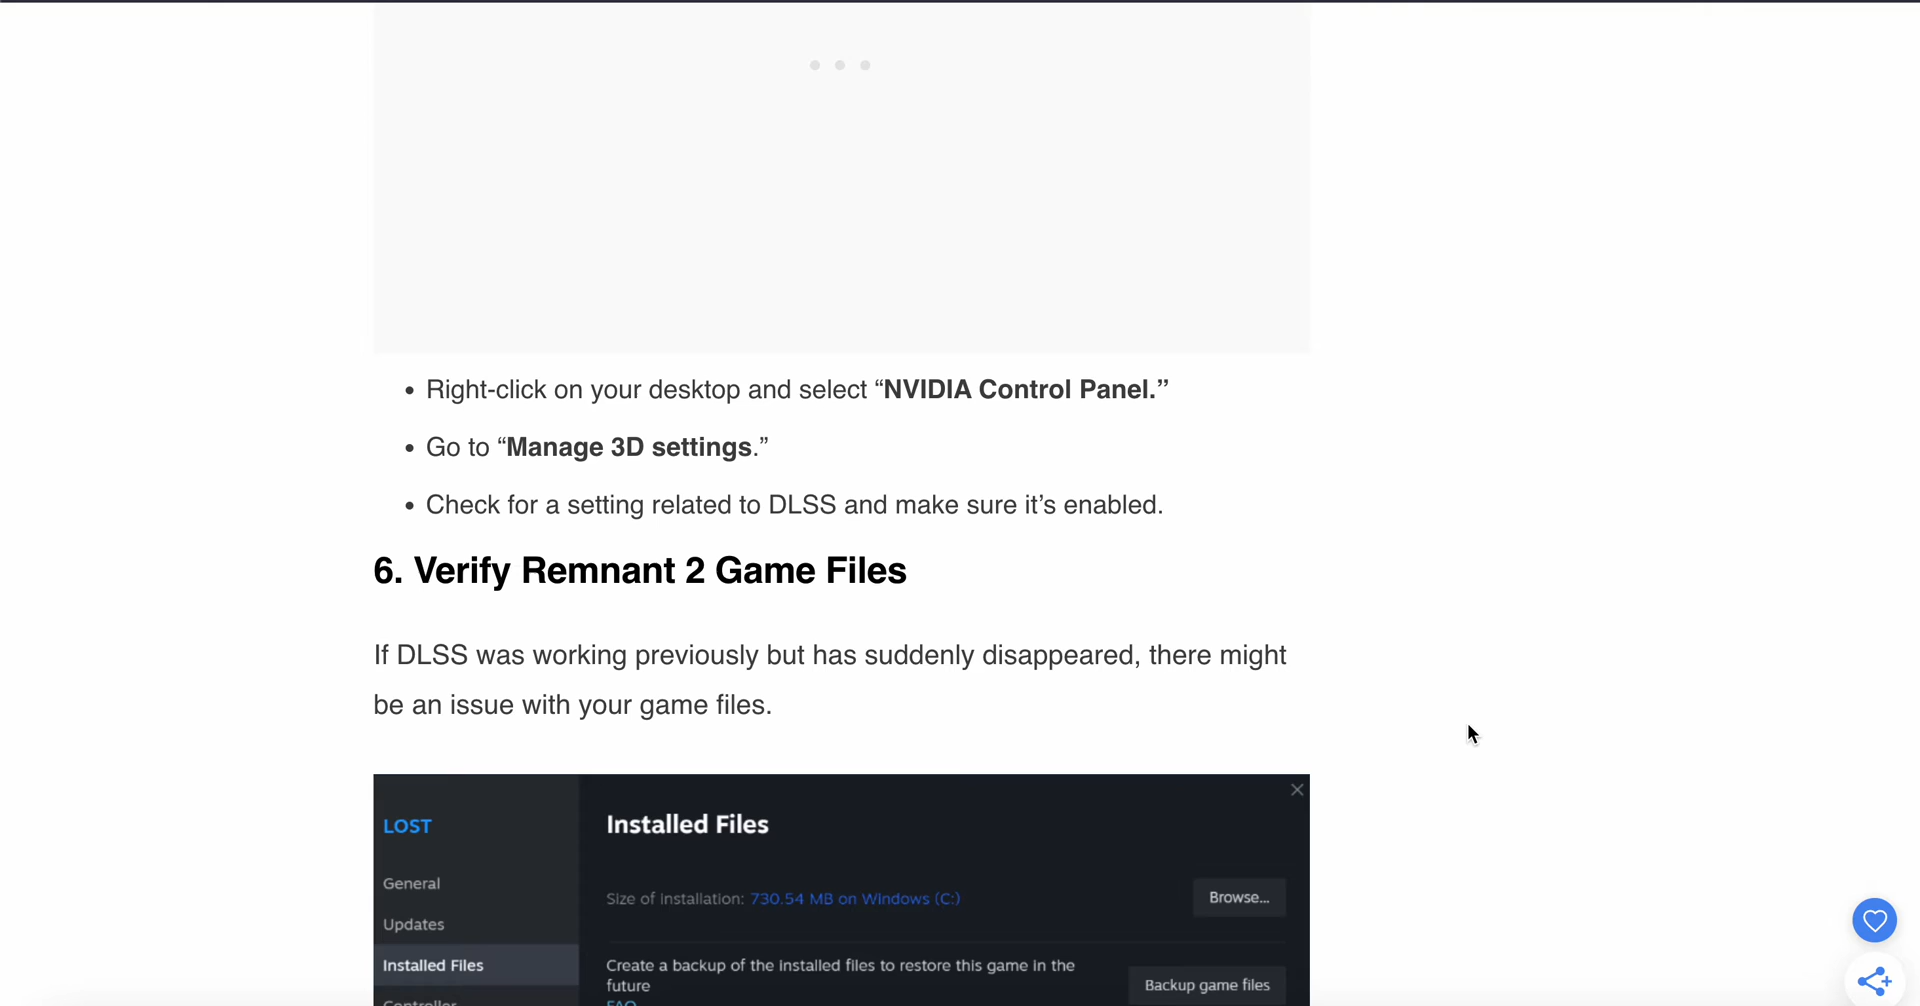 Right-click on your desktop and select “NVIDIA Control Panel.”
Go to “Manage 3D settings.”
Check for a setting related to DLSS and make sure it’s enabled.
6. Verify Remnant 2 Game Files
If DLSS was working previously but has suddenly disappeared, there might
be an issue with your game files.
LOST
Installed Files
General
Size of Installation: 730.54 MB on Windows (C:)
Browse...
Updates
Installed Files
Create a backup of the installed files to restore this game in the
future
Backup game files
FAQ
Controller